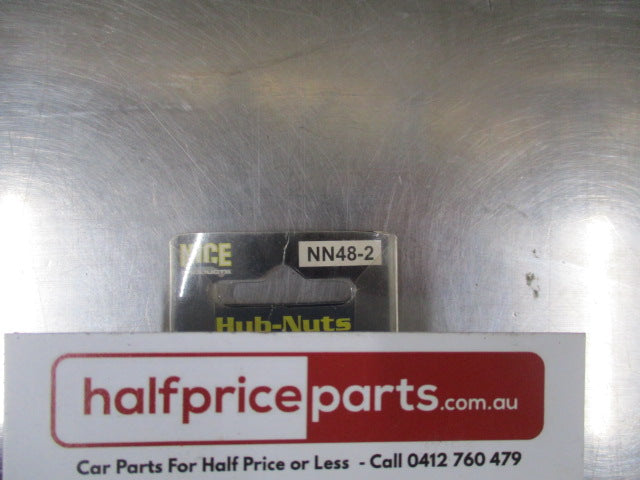 NICE NN48-2
PRODUCTS
Hub-Nuts
halfpriceparts.com.au
Car Parts For Half Price or Less - Call 0412 760 479